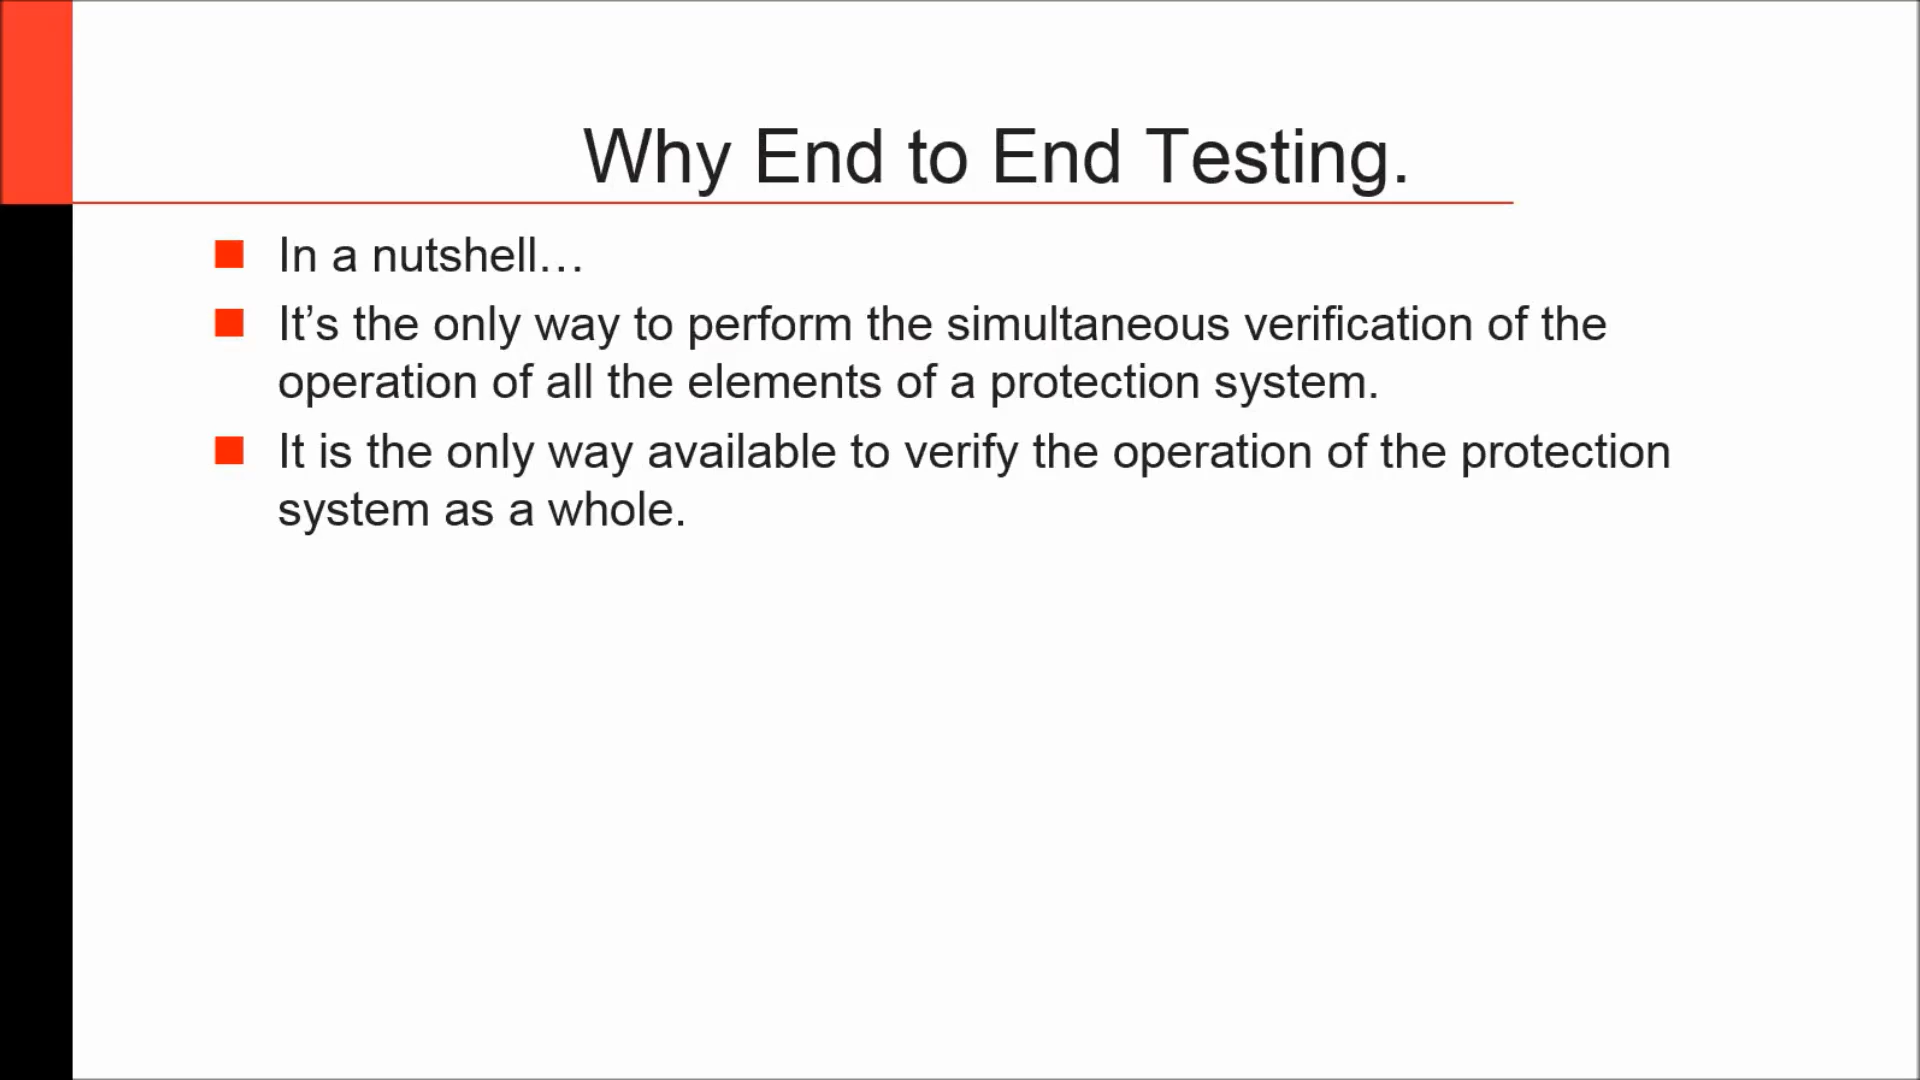 Why End to End Testing.
In a nutshell…
It’s the only way to perform the simultaneous verification of the
operation of all the elements of a protection system.
It is the only way available to verify the operation of the protection
system as a whole.